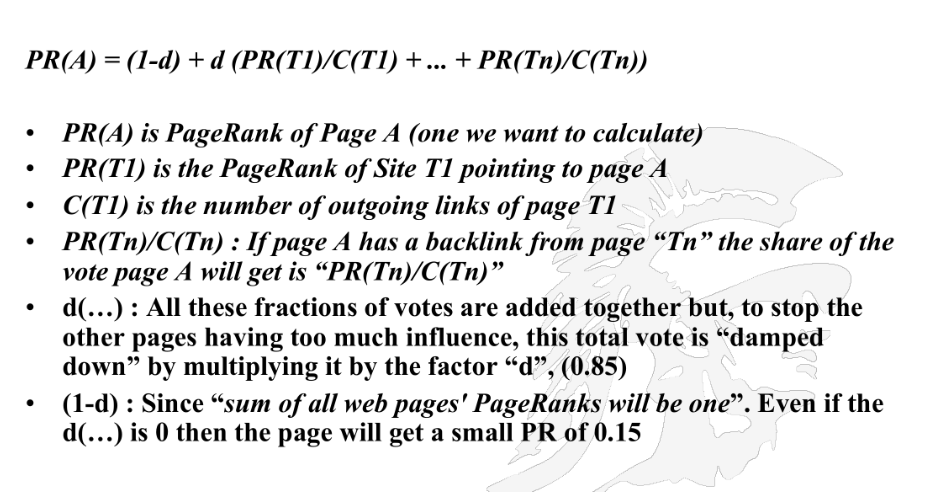 PR(A) = (1-d) + d (PR(T1)/C(T1) + ... + PR(Tn)/C(Tn))
• PR(A) is PageRank of Page A (one we want to calculate)
• PR(T1) is the PageRank of Site T1 pointing to page A
• C(T1) is the number of outgoing links of page T1
• PR(Tn)/C(Tn) : If page A has a backlink from page “Tn” the share of the
vote page A will get is “PR(Tn)/C(Tn)”
• d(…) : All these fractions of votes are added together but, to stop the
other pages having too much influence, this total vote is “damped
down” by multiplying it by the factor “d”, (0.85)
• (1-d) : Since “sum of all web pages' PageRanks will be one”. Even if the
d(…) is 0 then the page will get a small PR of 0.15